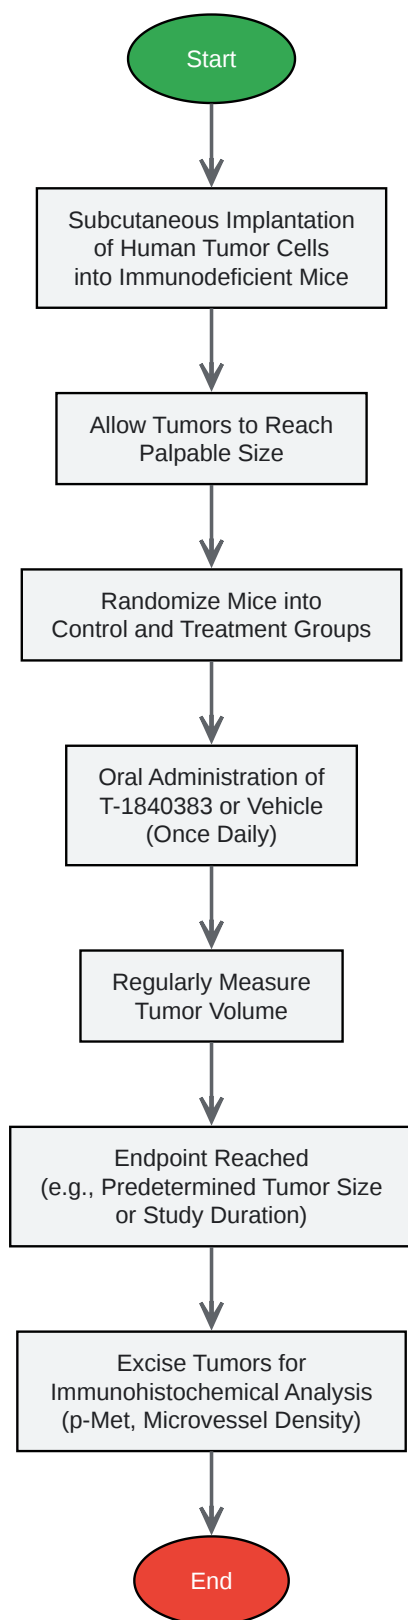 Start
Subcutaneous Implantation
of Human Tumor Cells
into Immunodeficient Mice
Allow Tumors to Reach
Palpable Size
Randomize Mice into
Control and Treatment Groups
Oral Administration of
T-1840383 or Vehicle
(Once Daily)
Regularly Measure
Tumor Volume
Endpoint Reached
(e.g., Predetermined Tumor Size
or Study Duration)
Excise Tumors for
Immunohistochemical Analysis
(p-Met, Microvessel Density)
End